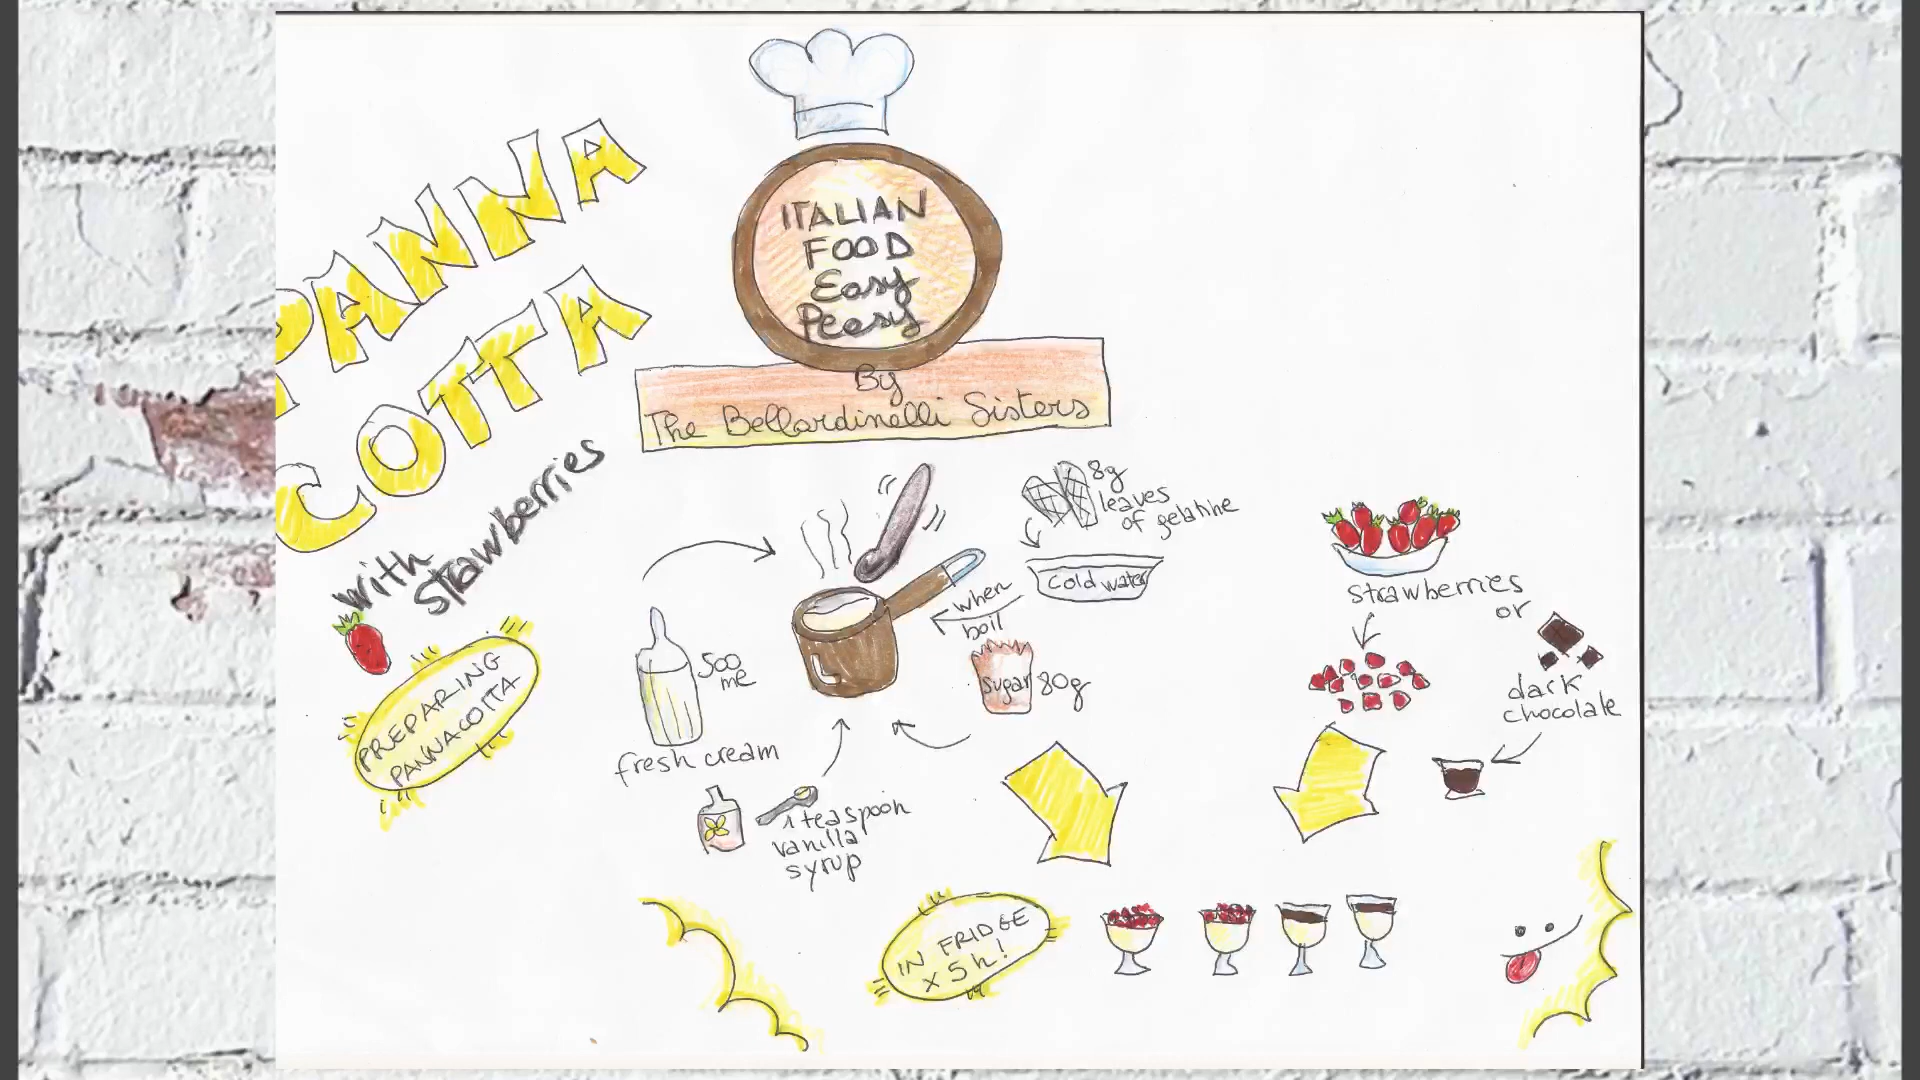 PANNA
COTTA
with
strawberries
ITALIAN
FOOD
Easy
Peasy
By
The Bellardinelli Sisters
PREPARING
PANNACOTTA
500
ml
fresh cream
1 teaspoon
vanilla
syrup
8g
leaves
of gelatine
cold water
when
boil
sugar 80g
strawberries
or
dark
chocolate
IN FRIDGE
x 5h!